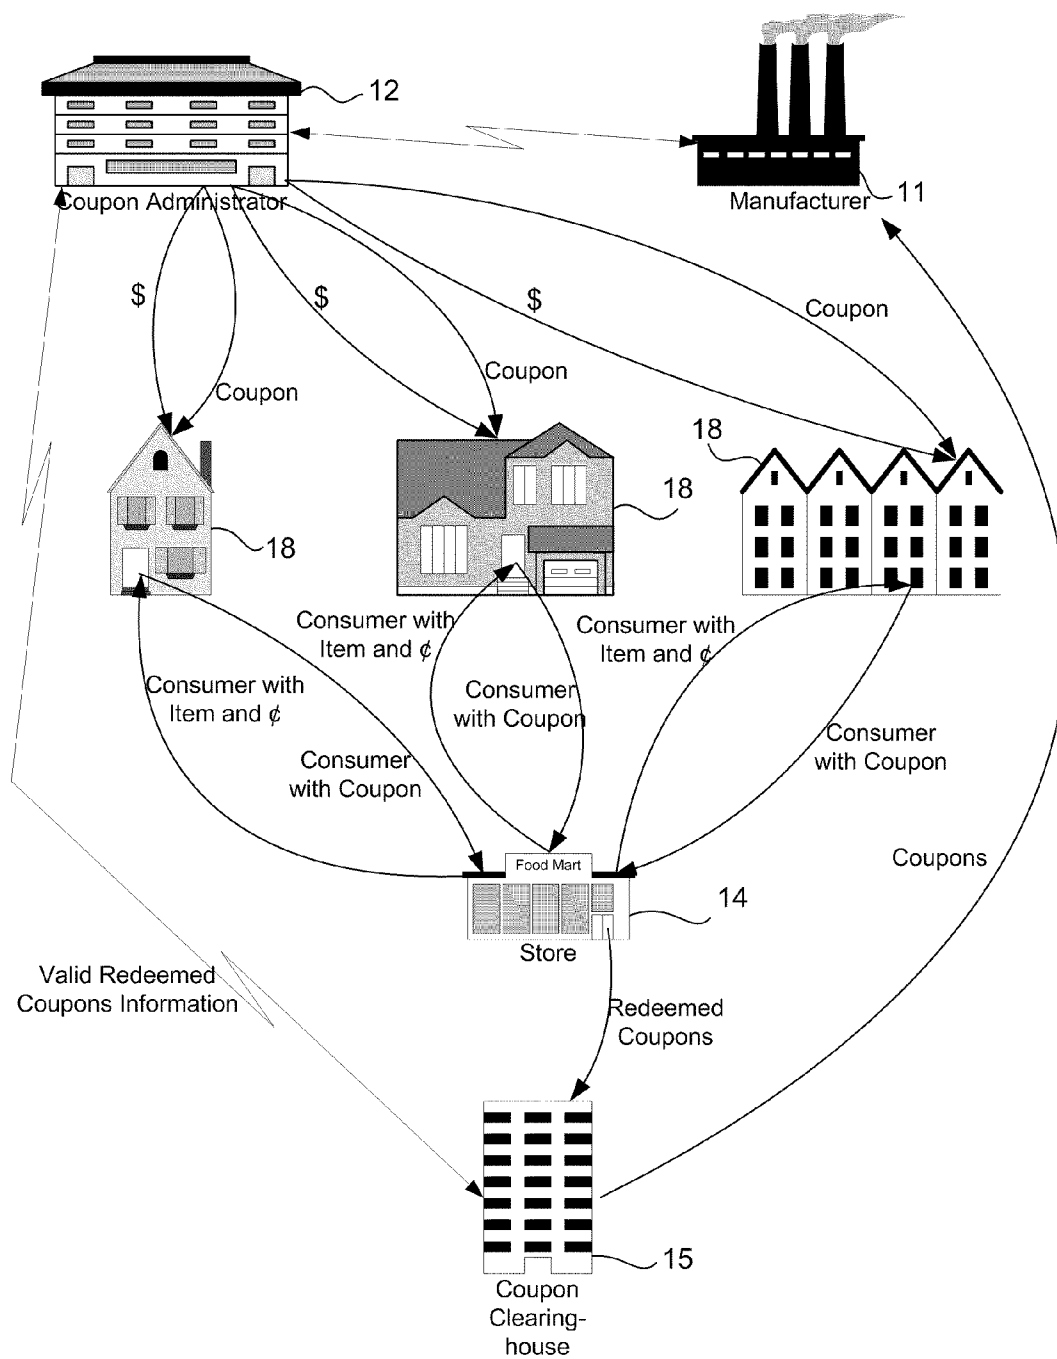 12
Coupon Administrator
Manufacturer
11
$
$
$
Coupon
Coupon
Coupon
18
18
18
Consumer with
Item and ¢
Consumer with
Item and ¢
Consumer with
Item and ¢
Consumer
with Coupon
Consumer
with Coupon
Consumer
with Coupon
Food Mart
14
Store
Coupons
Valid Redeemed
Coupons Information
Redeemed
Coupons
15
Coupon
Clearing-
house